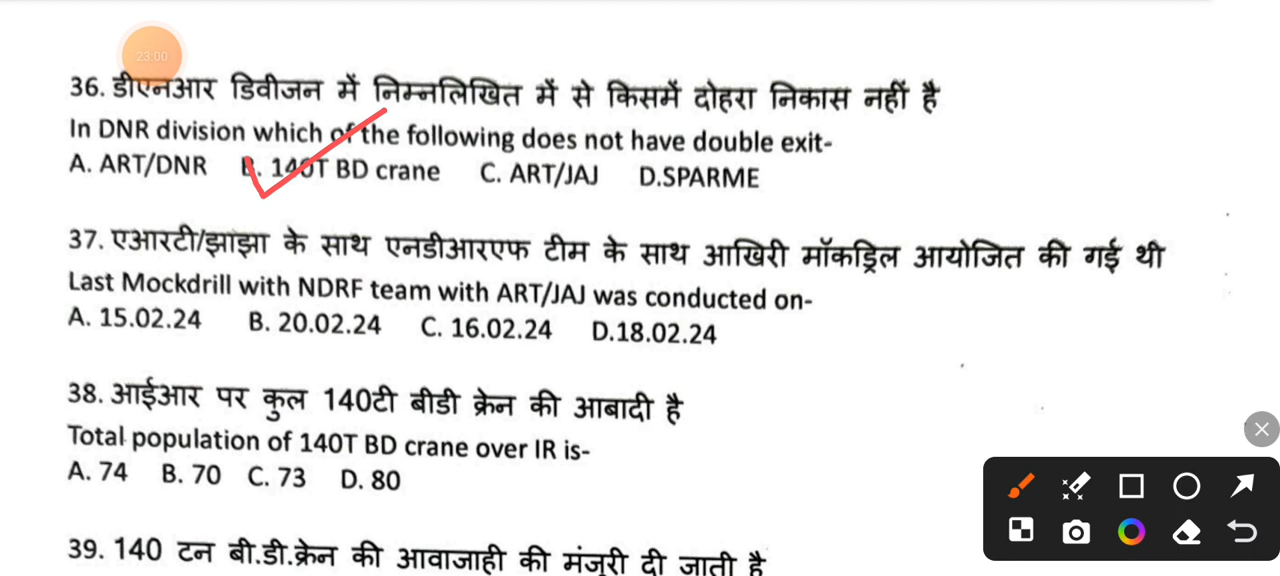 23:00
36. डीएनआर डिवीजन में निम्नलिखित में से किसमें दोहरा निकास नहीं है
In DNR division which of the following does not have double exit-
A. ART/DNR B. 140T BD crane C. ART/JAJ D.SPARME
37. एआरटी/झाझा के साथ एनडीआरएफ टीम के साथ आखिरी मॉकड्रिल आयोजित की गई थी
Last Mockdrill with NDRF team with ART/JAJ was conducted on-
A. 15.02.24 B. 20.02.24 C. 16.02.24 D.18.02.24
38. आईआर पर कुल 140टी बीडी क्रेन की आबादी है
Total population of 140T BD crane over IR is-
A. 74 B. 70 C. 73 D. 80
39. 140 टन बी.डी.क्रेन की आवाजाही की मंजूरी दी जाती है